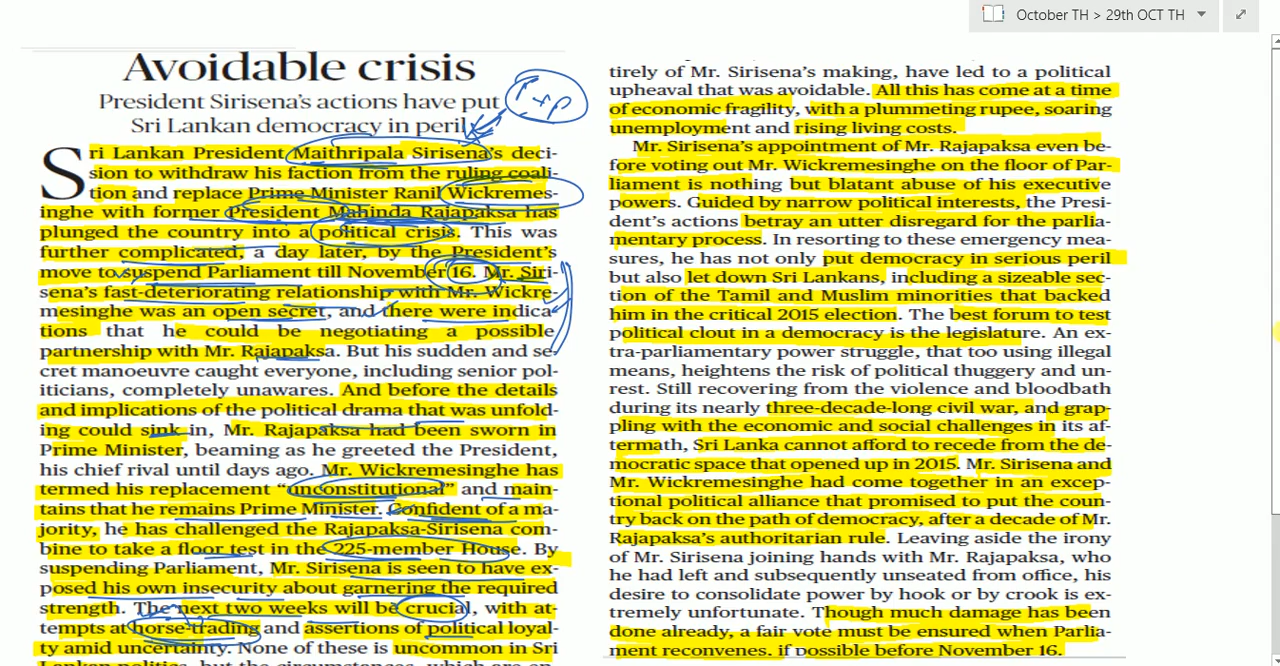 October TH > 29th OCT TH
Avoidable crisis
President Sirisena's actions have put
Sri Lankan democracy in peril
P+P
Sri Lankan President Maithripala Sirisena's deci-
sion to withdraw his faction from the ruling coali-
tion and replace Prime Minister Ranil Wickremes-
inghe with former President Mahinda Rajapaksa has
plunged the country into a political crisis. This was
further complicated, a day later, by the President's
move to suspend Parliament till November 16. Mr. Siri-
sena's fast-deteriorating relationship with Mr. Wickre-
mesinghe was an open secret, and there were indica-
tions that he could be negotiating a possible
partnership with Mr. Rajapaksa. But his sudden and se-
cret manoeuvre caught everyone, including senior pol-
iticians, completely unawares. And before the details
and implications of the political drama that was unfold-
ing could sink in, Mr. Rajapaksa had been sworn in
Prime Minister, beaming as he greeted the President,
his chief rival until days ago. Mr. Wickremesinghe has
termed his replacement “unconstitutional” and main-
tains that he remains Prime Minister. Confident of a ma-
jority, he has challenged the Rajapaksa-Sirisena com-
bine to take a floor test in the 225-member House. By
suspending Parliament, Mr. Sirisena is seen to have ex-
posed his own insecurity about garnering the required
strength. The next two weeks will be crucial, with at-
tempts at horse-trading and assertions of political loyal-
ty amid uncertainty. None of this is uncommon in Sri
Lankan politics, but the circumstances, which are en-
tirely of Mr. Sirisena's making, have led to a political
upheaval that was avoidable. All this has come at a time
of economic fragility, with a plummeting rupee, soaring
unemployment and rising living costs.
Mr. Sirisena's appointment of Mr. Rajapaksa even be-
fore voting out Mr. Wickremesinghe on the floor of Par-
liament is nothing but blatant abuse of his executive
powers. Guided by narrow political interests, the Presi-
dent's actions betray an utter disregard for the parlia-
mentary process. In resorting to these emergency mea-
sures, he has not only put democracy in serious peril
but also let down Sri Lankans, including a sizeable sec-
tion of the Tamil and Muslim minorities that backed
him in the critical 2015 election. The best forum to test
political clout in a democracy is the legislature. An ex-
tra-parliamentary power struggle, that too using illegal
means, heightens the risk of political thuggery and un-
rest. Still recovering from the violence and bloodbath
during its nearly three-decade-long civil war, and grap-
pling with the economic and social challenges in its af-
termath, Sri Lanka cannot afford to recede from the de-
mocratic space that opened up in 2015. Mr. Sirisena and
Mr. Wickremesinghe had come together in an excep-
tional political alliance that promised to put the coun-
try back on the path of democracy, after a decade of Mr.
Rajapaksa's authoritarian rule. Leaving aside the irony
of Mr. Sirisena joining hands with Mr. Rajapaksa, who
he had left and subsequently unseated from office, his
desire to consolidate power by hook or by crook is ex-
tremely unfortunate. Though much damage has been
done already, a fair vote must be ensured when Parlia-
ment reconvenes, if possible before November 16.